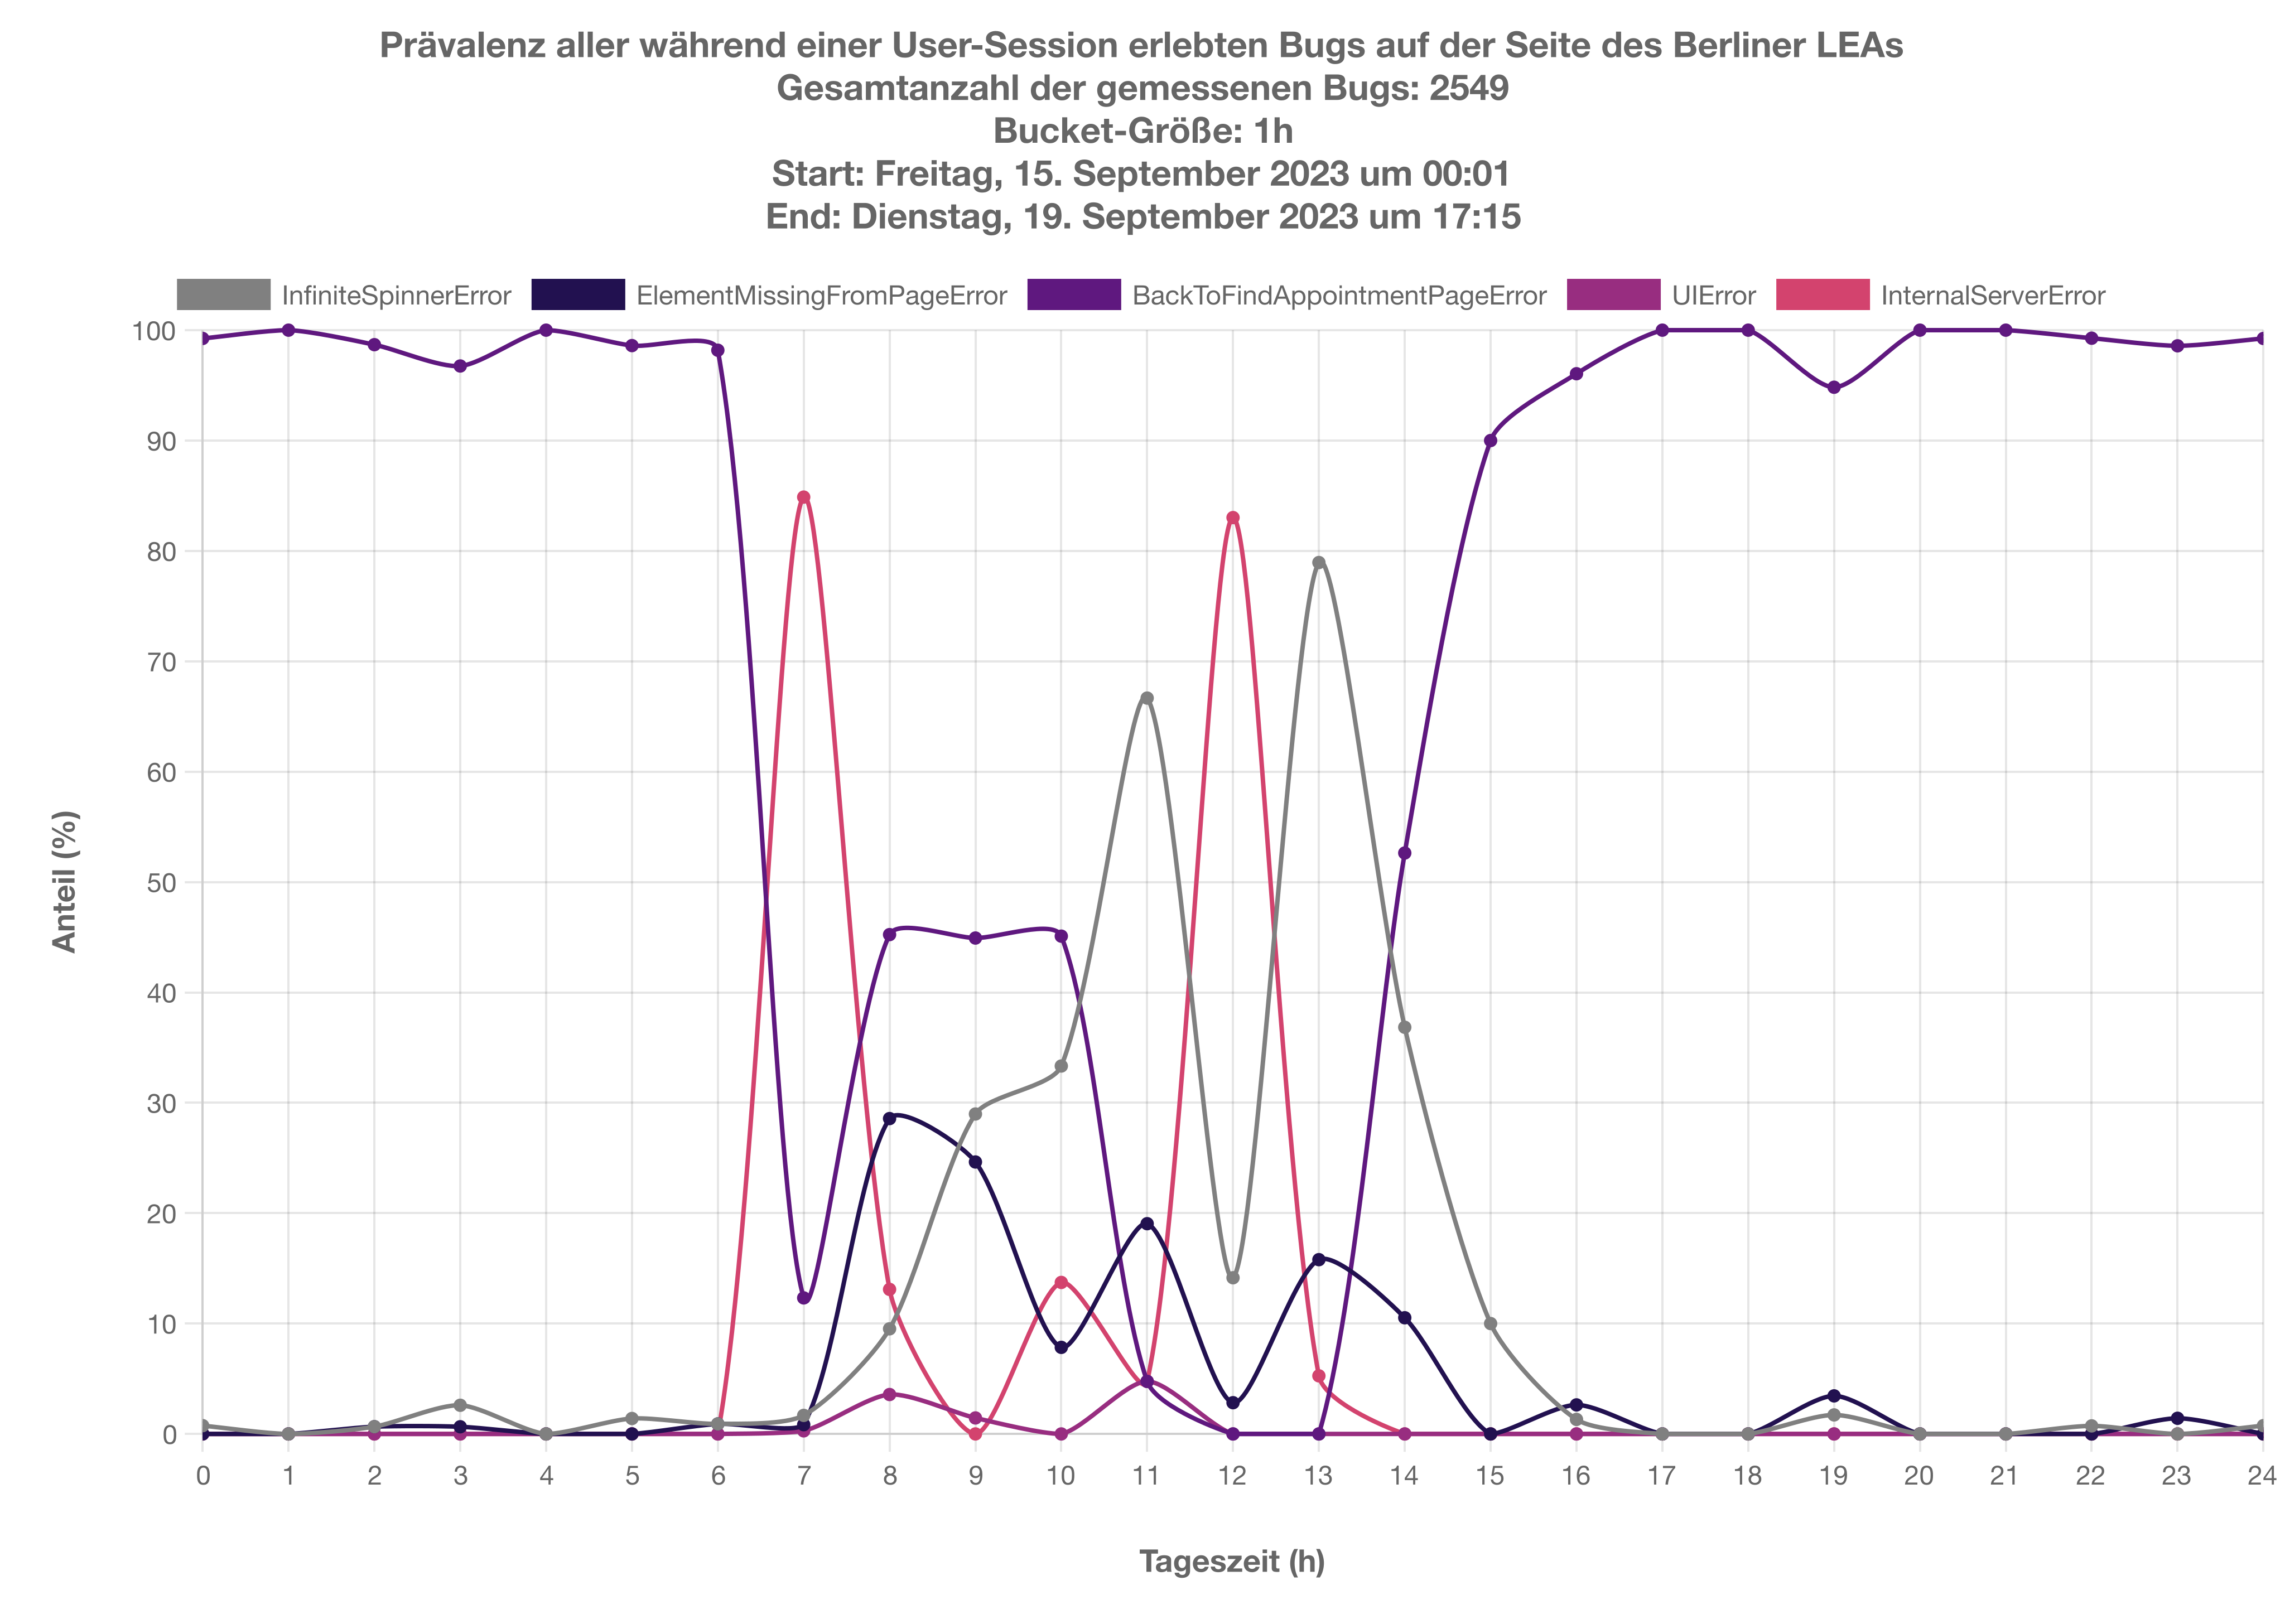 Prävalenz aller während einer User-Session erlebten Bugs auf der Seite des Berliner LEAs
Gesamtanzahl der gemessenen Bugs: 2549
Bucket-Größe: 1h
Start: Freitag, 15. September 2023 um 00:01
End: Dienstag, 19. September 2023 um 17:15
InfiniteSpinnerError ElementMissingFromPageError BackToFindAppointmentPageError UIError InternalServerError
100
90
80
70
60
50
40
30
20
10
0
Anteil (%)
0 1 2 3 4 5 6 7 8 9 10 11 12 13 14 15 16 17 18 19 20 21 22 23 24
Tageszeit (h)